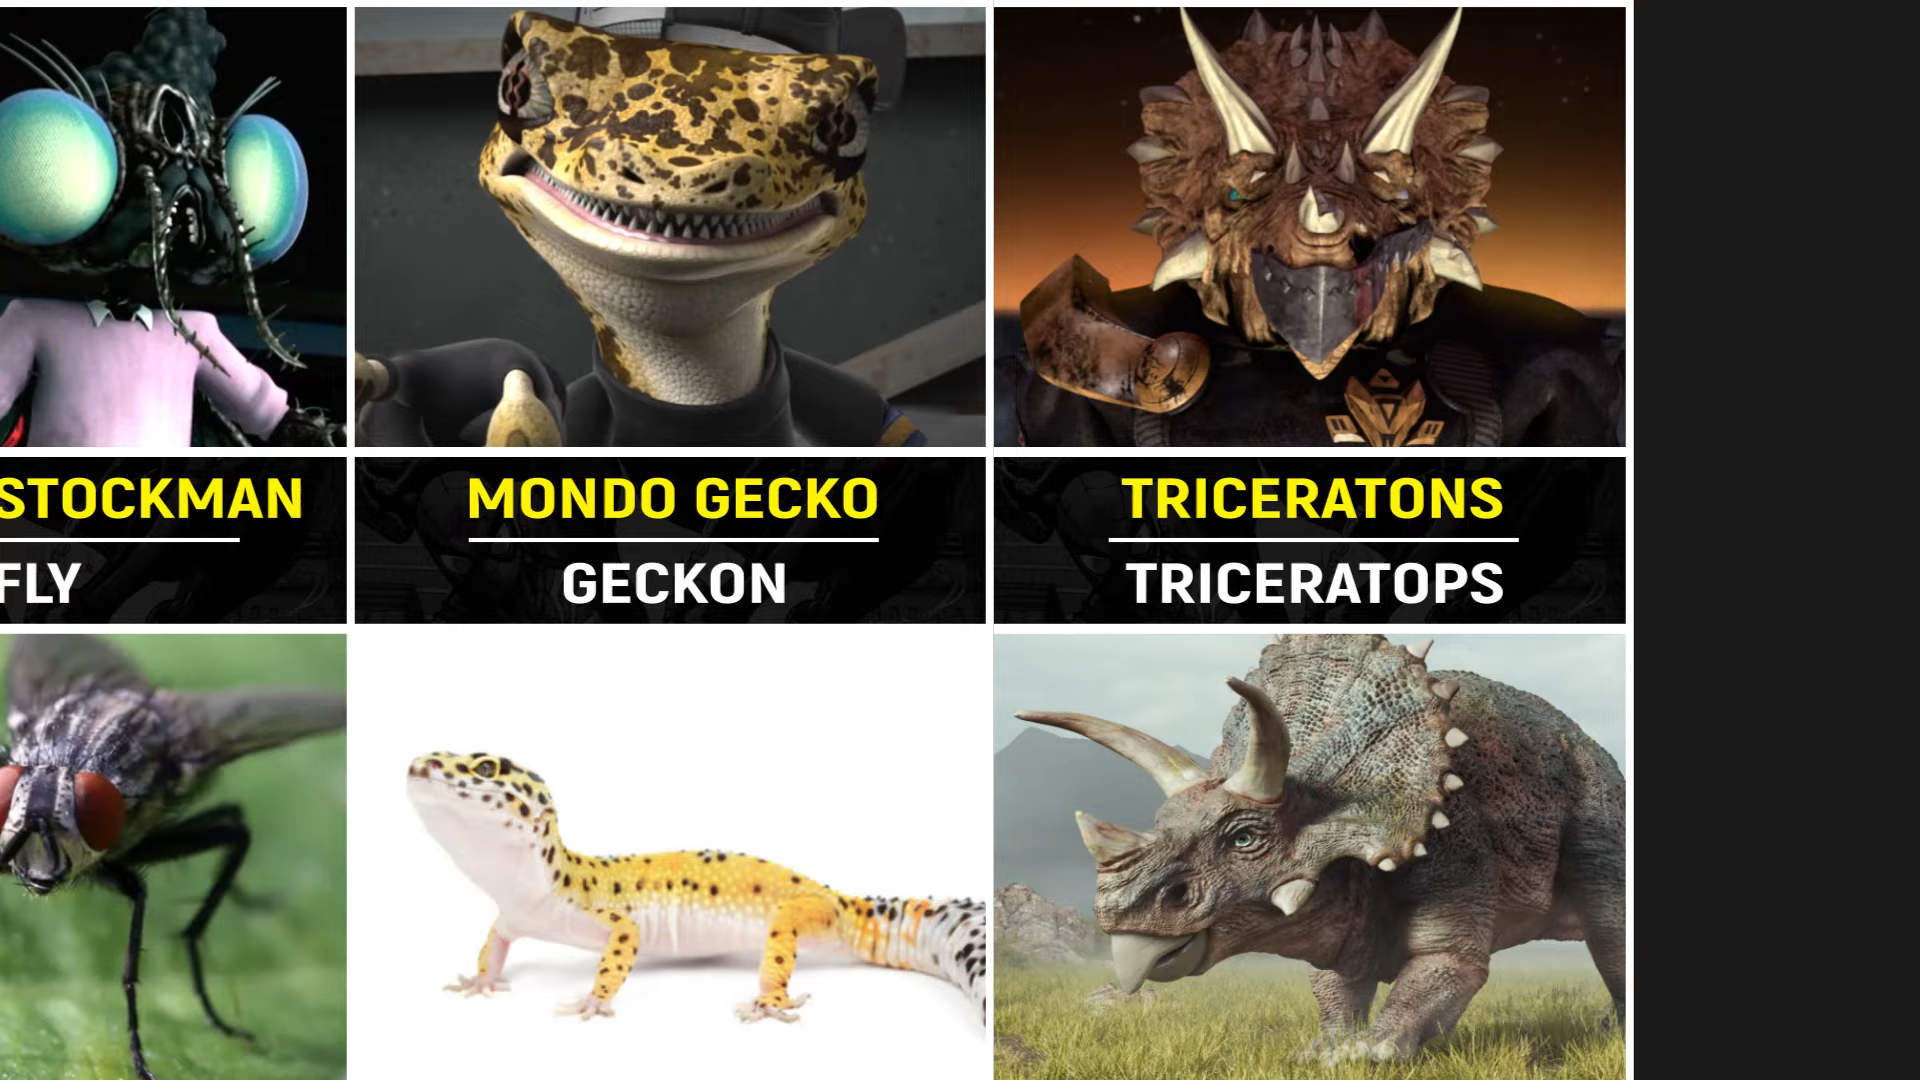 STOCKMAN
FLY
MONDO GECKO
GECKON
TRICERATONS
TRICERATOPS